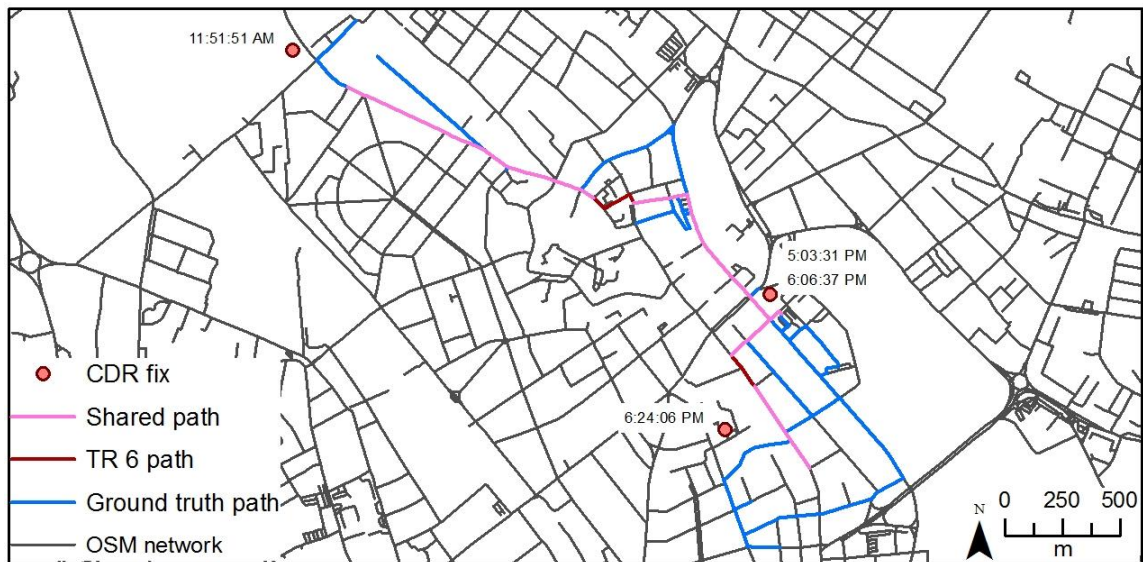 11:51:51 AM
5:03:31 PM
6:06:37 PM
6:24:06 PM
CDR fix
Shared path
TR 6 path
Ground truth path
OSM network
N
0 250 500
m